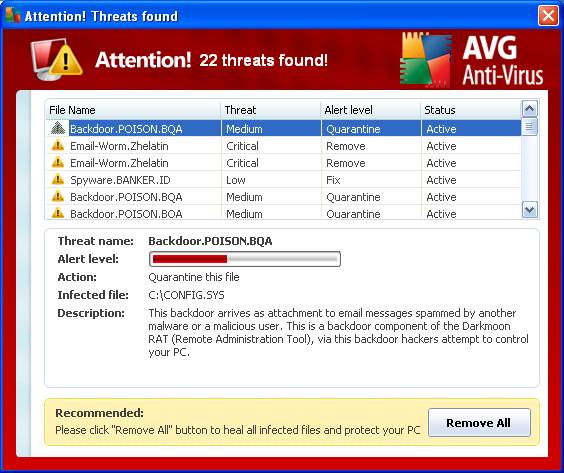 Attention! Threats found
Attention! 22 threats found!
AVG
Anti-Virus
File Name Threat Alert level Status
Backdoor.POISON.BQA Medium Quarantine Active
Email-Worm.Zhelatin Critical Remove Active
Email-Worm.Zhelatin Critical Remove Active
Spyware.BANKER.ID Low Fix Active
Backdoor.POISON.BQA Medium Quarantine Active
Backdoor.POISON.BOA Medium Quarantine Active
Threat name: Backdoor.POISON.BQA
Alert level:
Action: Quarantine this file
Infected file: C:\CONFIG.SYS
Description: This backdoor arrives as attachment to email messages spammed by another
malware or a malicious user. This is a backdoor component of the Darkmoon
RAT (Remote Administration Tool), via this backdoor hackers attempt to control
your PC.
Recommended:
Please click "Remove All" button to heal all infected files and protect your PC
Remove All